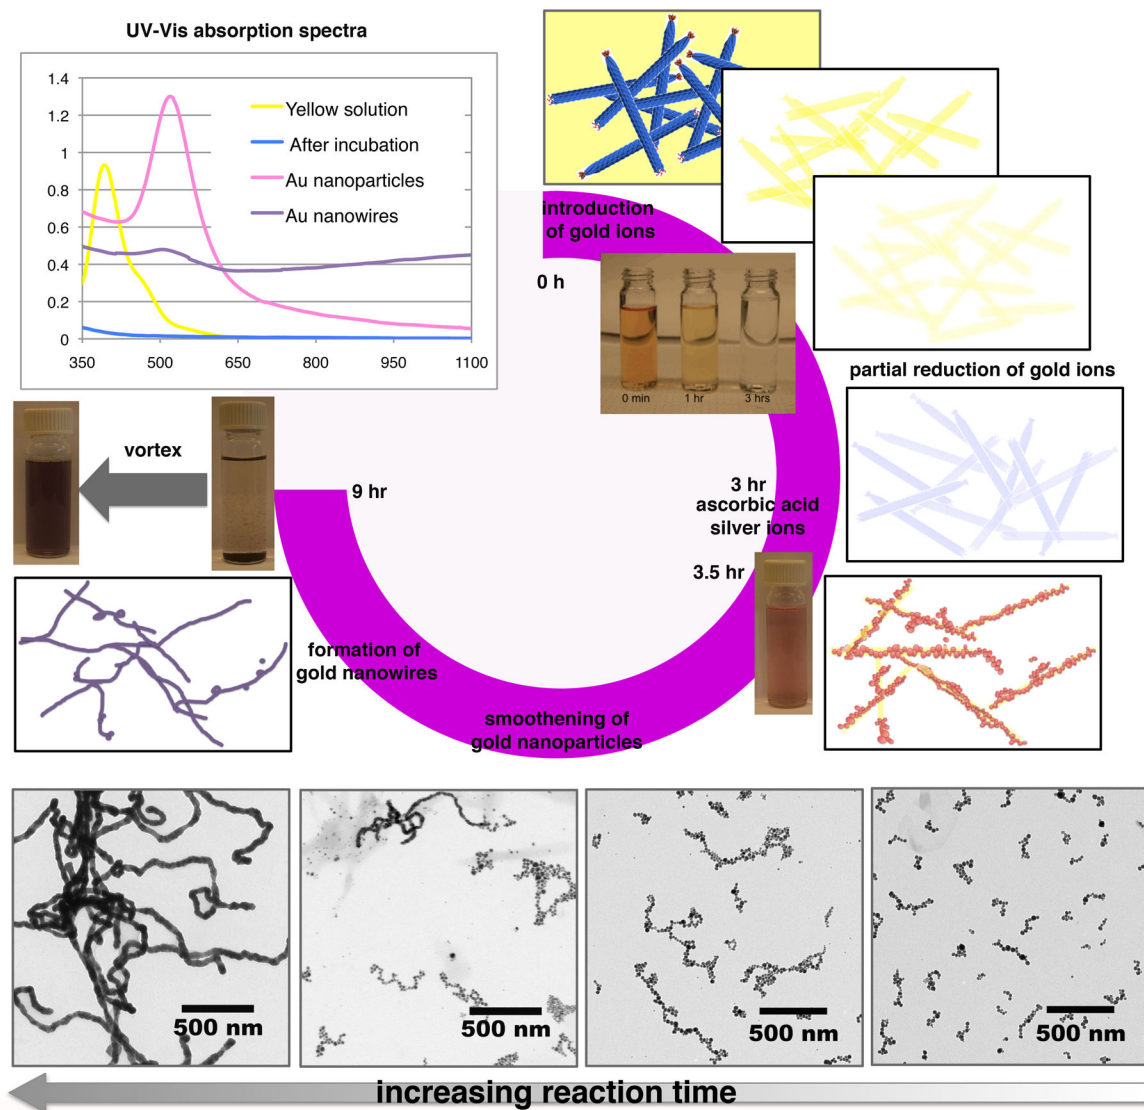 UV-Vis absorption spectra
1.4
1.2
1
0.8
0.6
0.4
0.2
0
350
500
650
800
950
1100
Yellow solution
After incubation
Au nanoparticles
Au nanowires
introduction
of gold ions
0 h
0 min
1 hr
3 hrs
partial reduction of gold ions
3 hr
ascorbic acid
silver ions
3.5 hr
vortex
9 hr
formation of
gold nanowires
smoothening of
gold nanoparticles
500 nm
500 nm
500 nm
500 nm
increasing reaction time